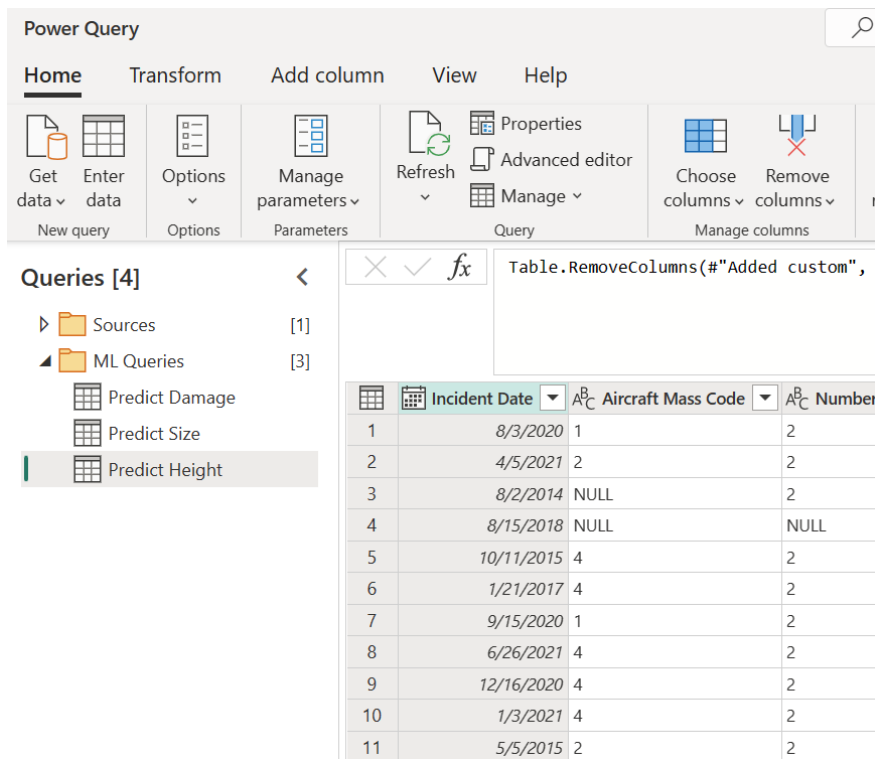 Power Query
Home Transform Add column View Help
Get data Enter data Options Manage parameters Refresh Properties Advanced editor Manage Choose columns Remove columns
New query Options Parameters Query Manage columns
Queries [4]
fx Table.RemoveColumns(#"Added custom",
Sources [1]
ML Queries [3]
Predict Damage
Predict Size
Predict Height
Incident Date ABC Aircraft Mass Code ABC Number
1 8/3/2020 1 2
2 4/5/2021 2 2
3 8/2/2014 NULL 2
4 8/15/2018 NULL NULL
5 10/11/2015 4 2
6 1/21/2017 4 2
7 9/15/2020 1 2
8 6/26/2021 4 2
9 12/16/2020 4 2
10 1/3/2021 4 2
11 5/5/2015 2 2